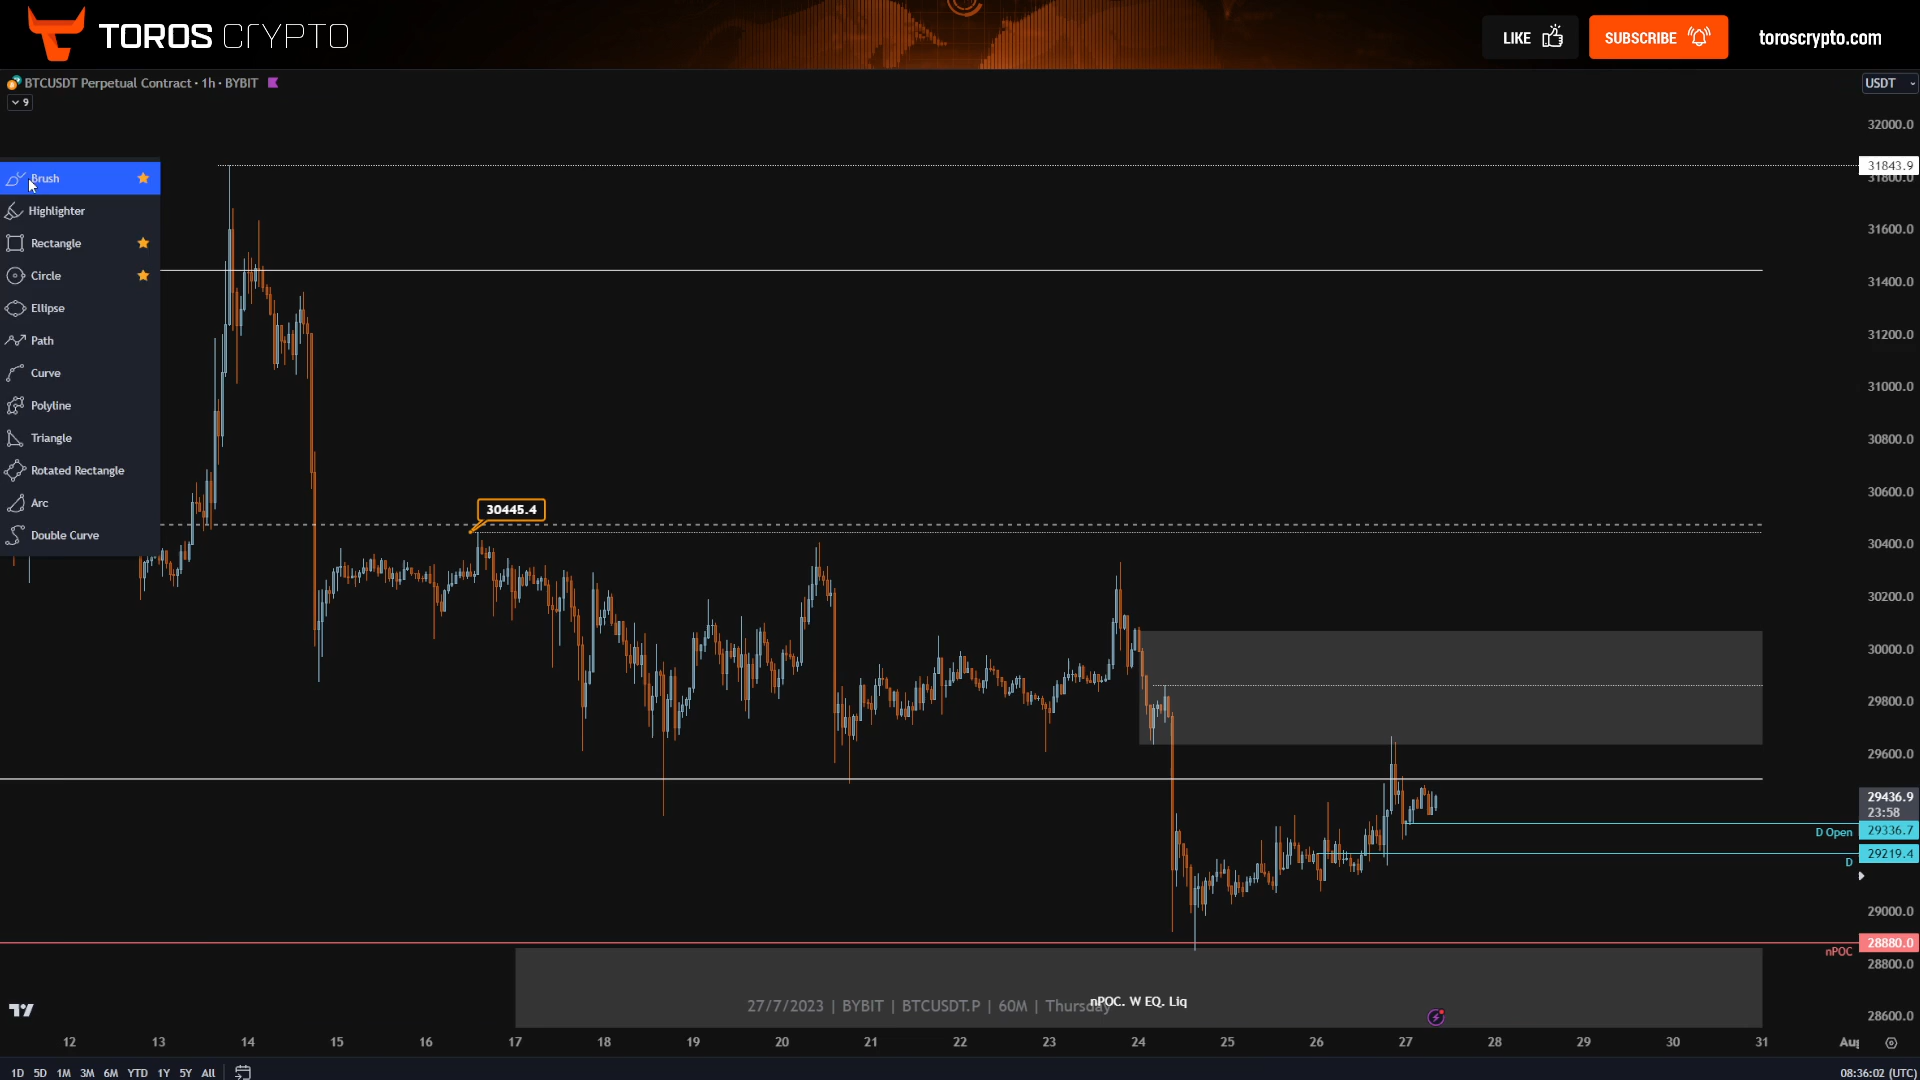 TOROS CRYPTO
LIKE
SUBSCRIBE
toroscrypto.com
BTCUSDT Perpetual Contract · 1h · BYBIT
9
USDT
32000.0
31843.9
31800.0
31600.0
31400.0
31200.0
31000.0
30800.0
30600.0
30400.0
30200.0
30000.0
29800.0
29600.0
29436.9
23:58
D Open 29336.7
29219.4
D
29000.0
28880.0
nPOC
28800.0
28600.0
Brush
Highlighter
Rectangle
Circle
Ellipse
Path
Curve
Polyline
Triangle
Rotated Rectangle
Arc
Double Curve
30445.4
27/7/2023 | BYBIT | BTCUSDT.P | 60M | Thursday
nPOC. W EQ. Liq
12 13 14 15 16 17 18 19 20 21 22 23 24 25 26 27 28 29 30 31 Aug
1D 5D 1M 3M 6M YTD 1Y 5Y All
08:36:02 (UTC)